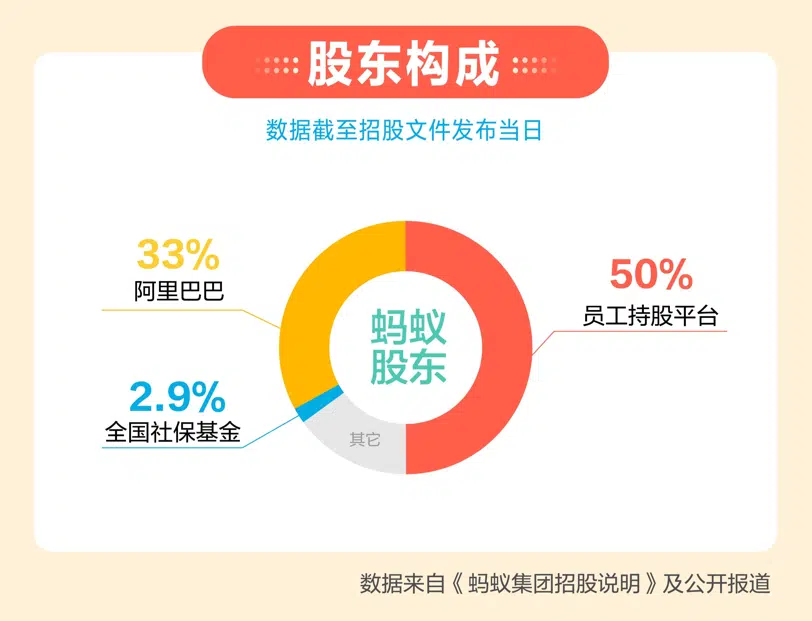 股东构成
数据截至招股文件发布当日
33%
阿里巴巴
50%
员工持股平台
蚂蚁
股东
2.9%
全国社保基金
其它
数据来自《蚂蚁集团招股说明》及公开报道